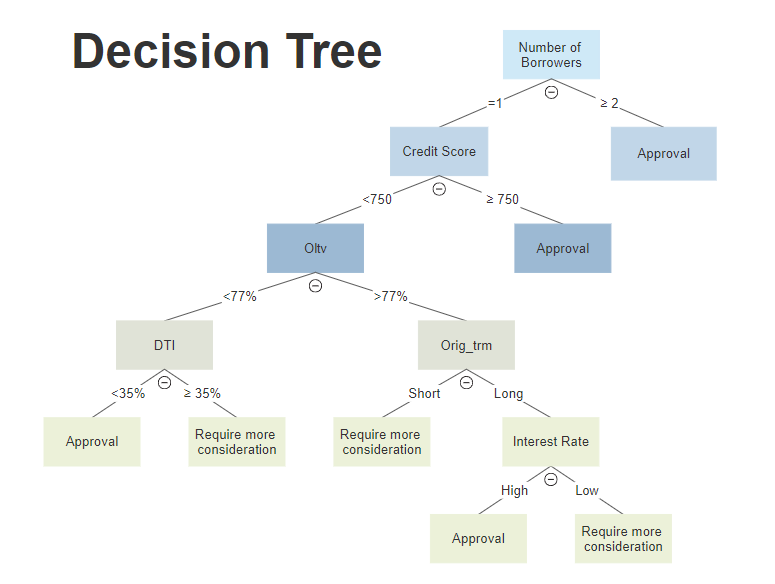 Decision Tree
Number of
Borrowers
=1
≥ 2
Credit Score
Approval
<750
≥ 750
Oltv
Approval
<77%
>77%
DTI
Orig_trm
<35%
≥ 35%
Short
Long
Approval
Require more
consideration
Require more
consideration
Interest Rate
High
Low
Approval
Require more
consideration